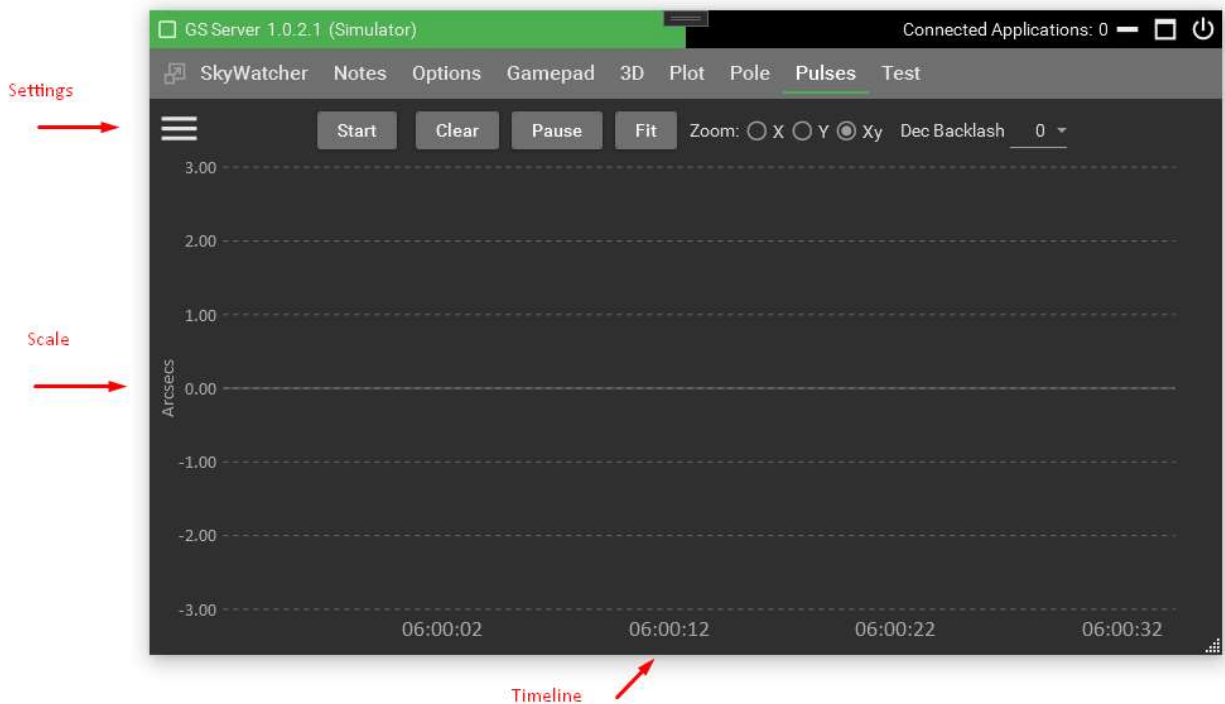 GS Server 1.0.2.1 (Simulator) Connected Applications: 0
SkyWatcher Notes Options Gamepad 3D Plot Pole Pulses Test
Settings
Start Clear Pause Fit Zoom: X Y Xy Dec Backlash 0
3.00
2.00
1.00
Scale
Arcsecs
0.00
-1.00
-2.00
-3.00
06:00:02 06:00:12 06:00:22 06:00:32
Timeline